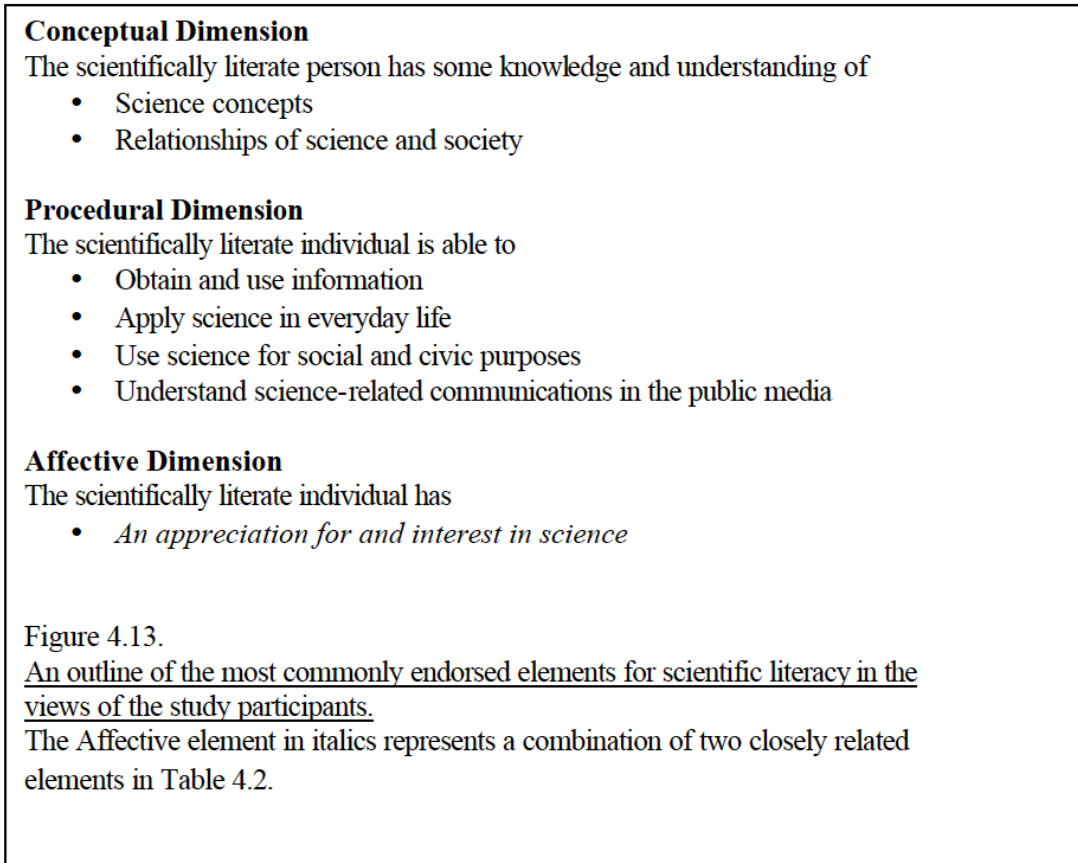 Conceptual Dimension
The scientifically literate person has some knowledge and understanding of
• Science concepts
• Relationships of science and society
Procedural Dimension
The scientifically literate individual is able to
• Obtain and use information
• Apply science in everyday life
• Use science for social and civic purposes
• Understand science-related communications in the public media
Affective Dimension
The scientifically literate individual has
• An appreciation for and interest in science
Figure 4.13.
An outline of the most commonly endorsed elements for scientific literacy in the
views of the study participants.
The Affective element in italics represents a combination of two closely related
elements in Table 4.2.